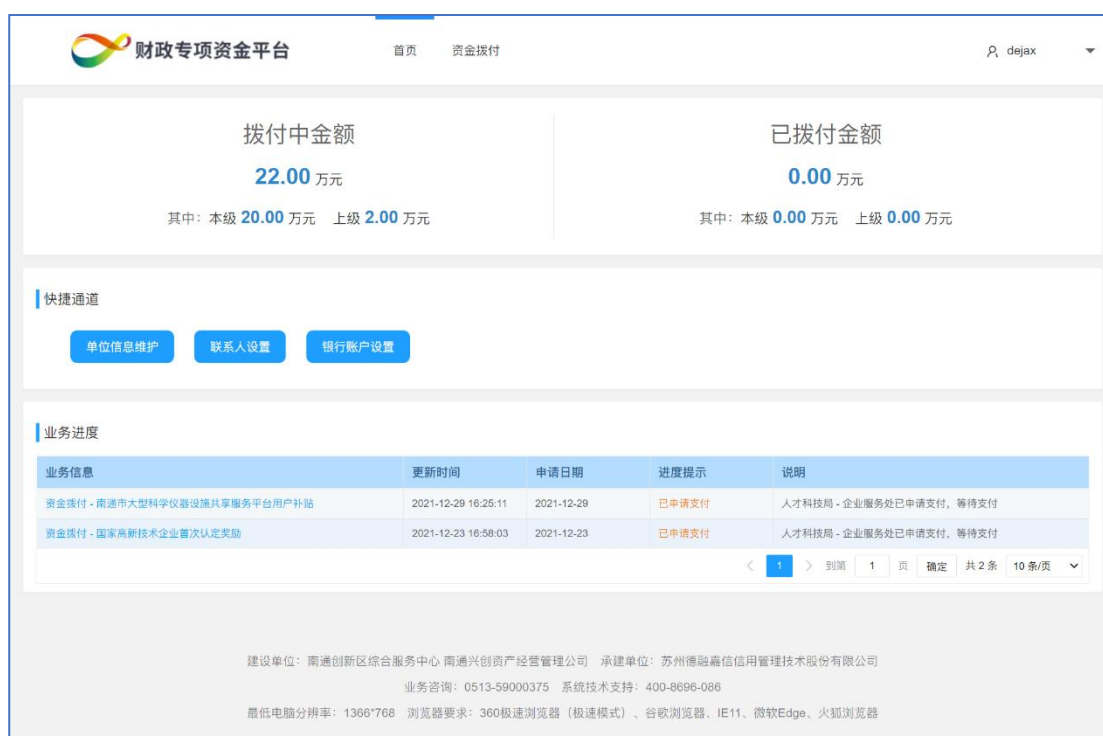 财政专项资金平台 首页 资金拨付 dejax
拨付中金额 已拨付金额
22.00 万元 0.00 万元
其中：本级 20.00 万元 上级 2.00 万元 其中：本级 0.00 万元 上级 0.00 万元
快捷通道
单位信息维护 联系人设置 银行账户设置
业务进度
业务信息 更新时间 申请日期 进度提示 说明
资金拨付 - 南通市大型科学仪器设施共享服务平台用户补贴 2021-12-29 16:25:11 2021-12-29 已申请支付 人才科技局 - 企业服务处已申请支付，等待支付
资金拨付 - 国家高新技术企业首次认定奖励 2021-12-23 16:58:03 2021-12-23 已申请支付 人才科技局 - 企业服务处已申请支付，等待支付
1 到第 1 页 确定 共 2 条 10 条/页
建设单位：南通创新区综合服务中心 南通兴创资产经营管理公司 承建单位：苏州德融嘉信信用管理技术股份有限公司
业务咨询：0513-59000375 系统技术支持：400-8696-086
最低电脑分辨率：1366*768 浏览器要求：360极速浏览器（极速模式）、谷歌浏览器、IE11、微软Edge、火狐浏览器